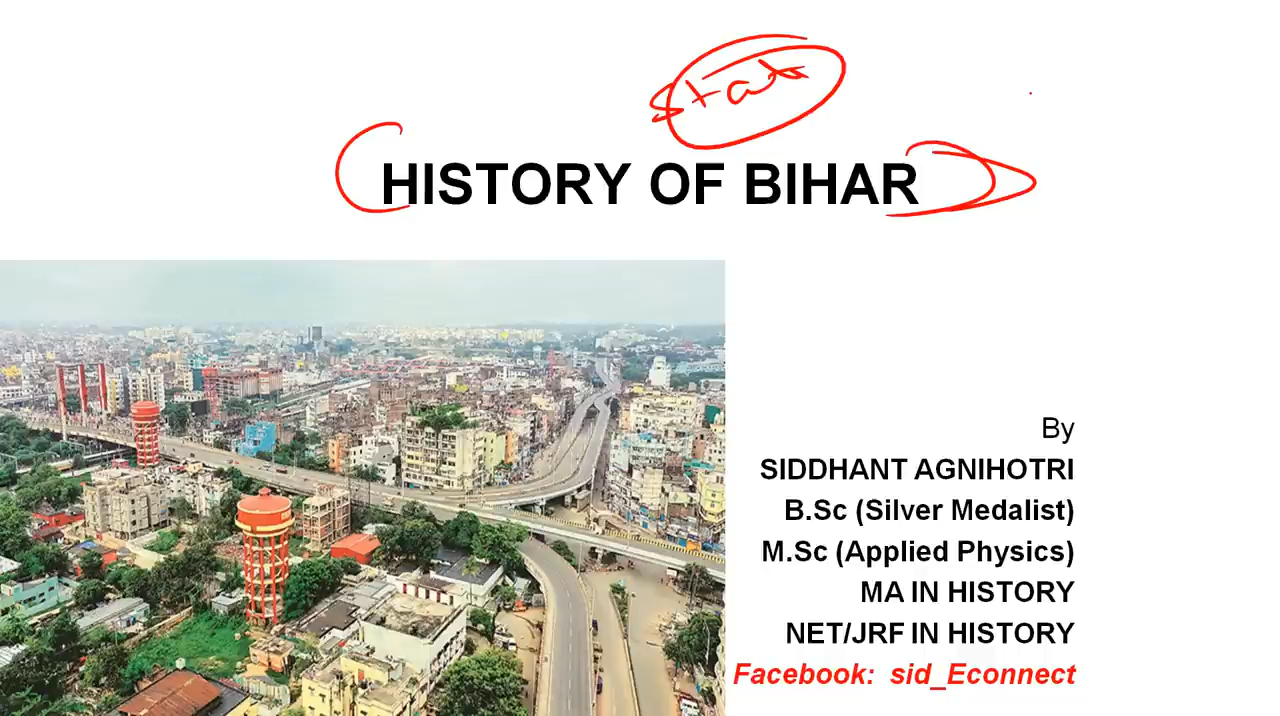 State
HISTORY OF BIHAR
By
SIDDHANT AGNIHOTRI
B.Sc (Silver Medalist)
M.Sc (Applied Physics)
MA IN HISTORY
NET/JRF IN HISTORY
Facebook: sid_Econnect